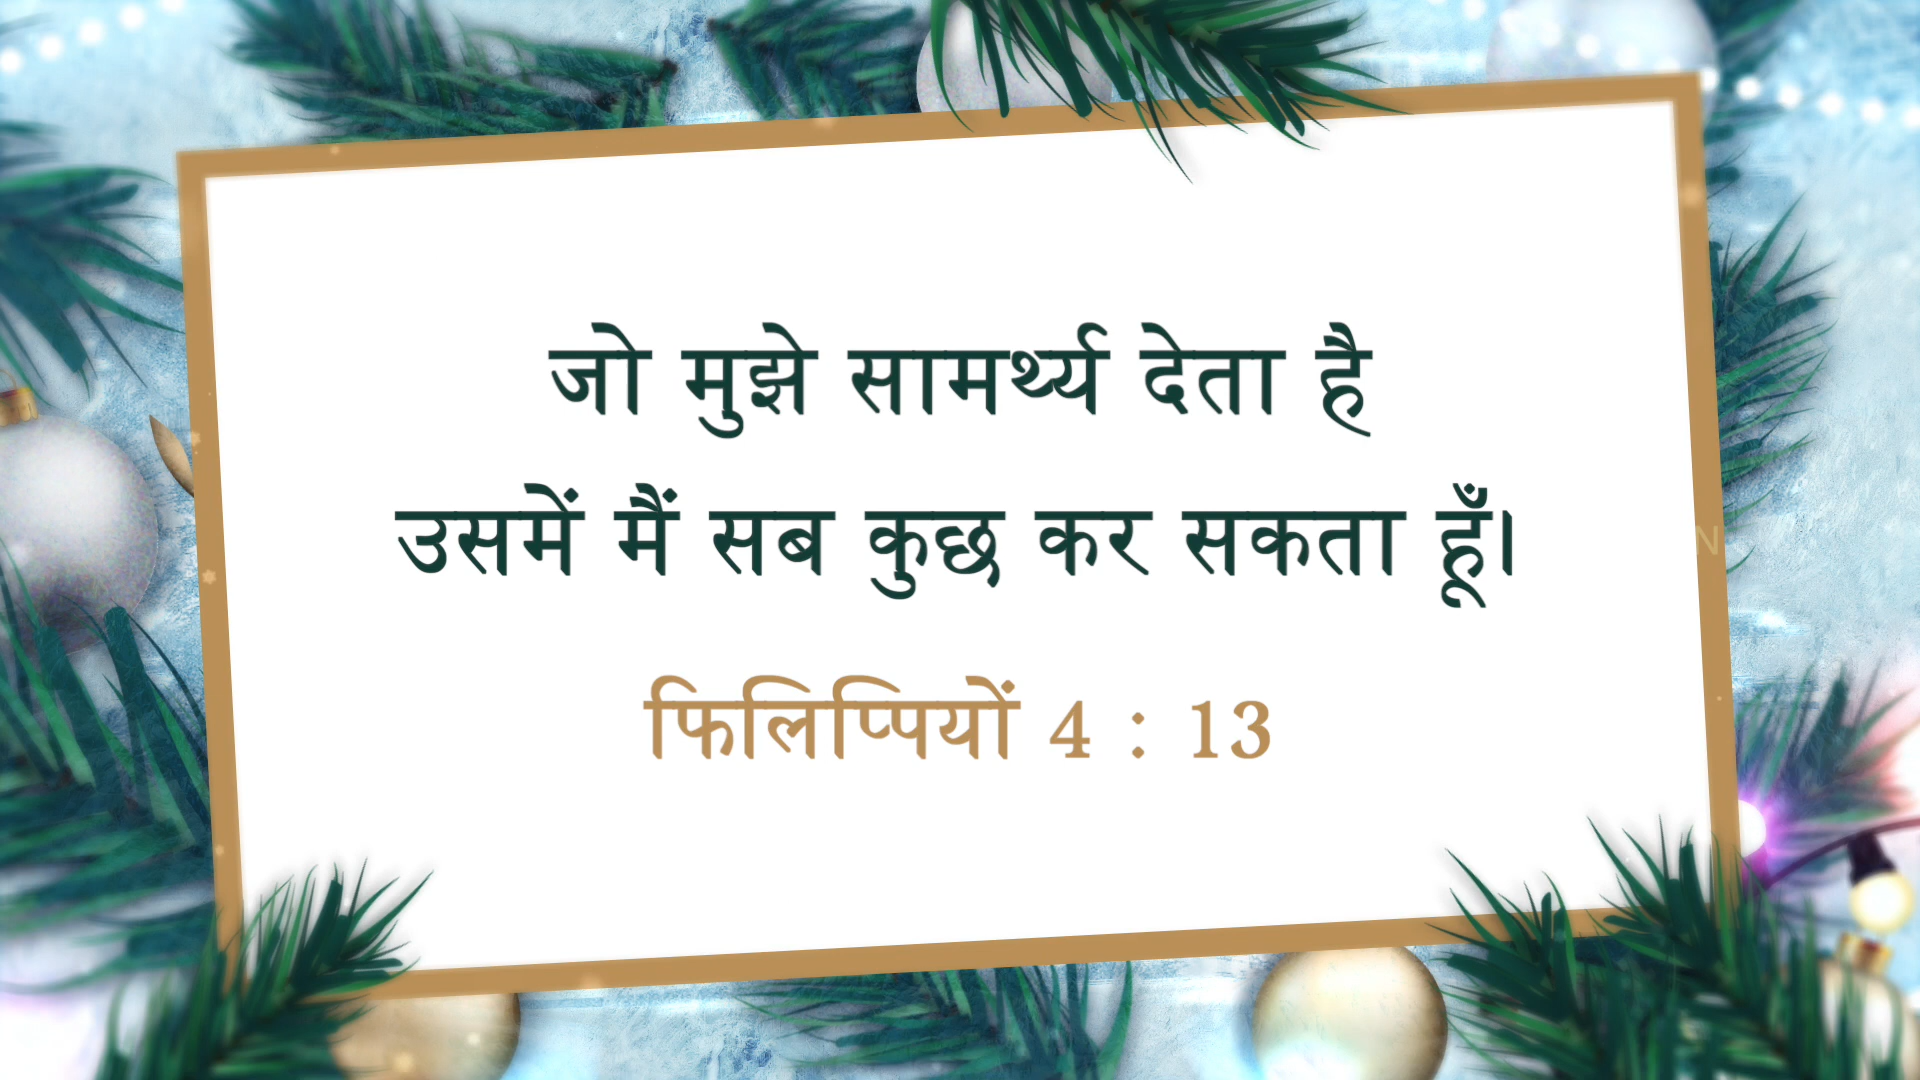 जो मुझे सामर्थ्य देता है
उसमें मैं सब कुछ कर सकता हूँ।
फिलिप्पियों 4 : 13